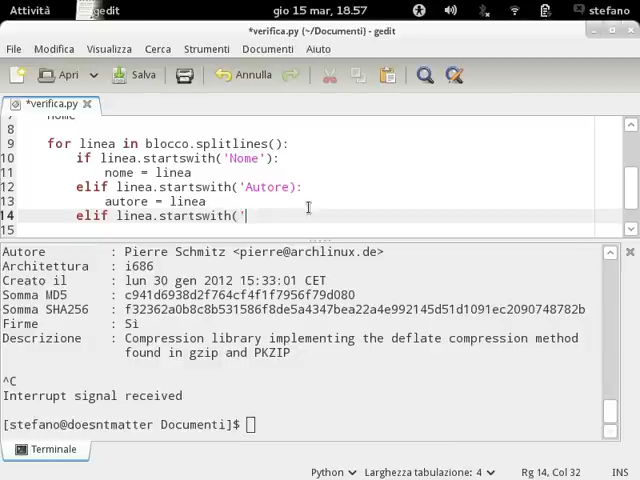 Attività
gedit
gio 15 mar, 18.57
stefano
*verifica.py (~/Documenti) - gedit
File Modifica Visualizza Cerca Strumenti Documenti Aiuto
Apri Salva Annulla
*verifica.py
7 nome
8
9 for linea in blocco.splitlines():
10 if linea.startswith('Nome'):
11 nome = linea
12 elif linea.startswith('Autore):
13 autore = linea
14 elif linea.startswith('
15
Autore : Pierre Schmitz <pierre@archlinux.de>
Architettura : i686
Creato il : lun 30 gen 2012 15:33:01 CET
Somma MD5 : c941d6938d2f764cf4f1f7956f79d080
Somma SHA256 : f32362a0b8c8b531586f8de5a4347bea22a4e992145d51d1091ec2090748782b
Firme : Sì
Descrizione : Compression library implementing the deflate compression method
found in gzip and PKZIP
^C
Interrupt signal received
[stefano@doesntmatter Documenti]$
Terminale
Python Larghezza tabulazione: 4 Rg 14, Col 32 INS